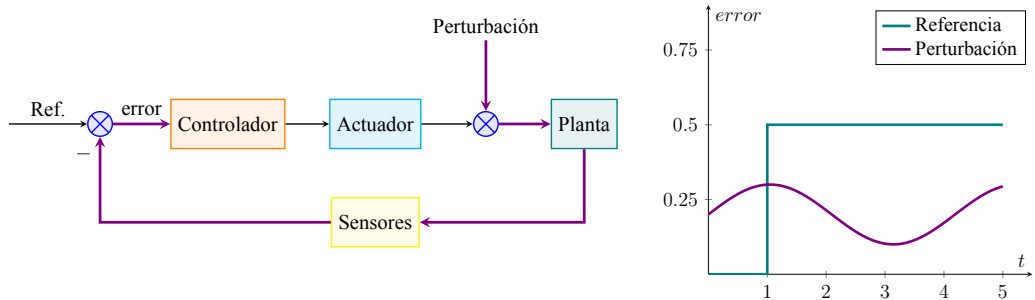 Perturbación
Ref.
error
Controlador
Actuador
Planta
−
Sensores
error
Referencia
Perturbación
0.75
0.5
0.25
t
1
2
3
4
5